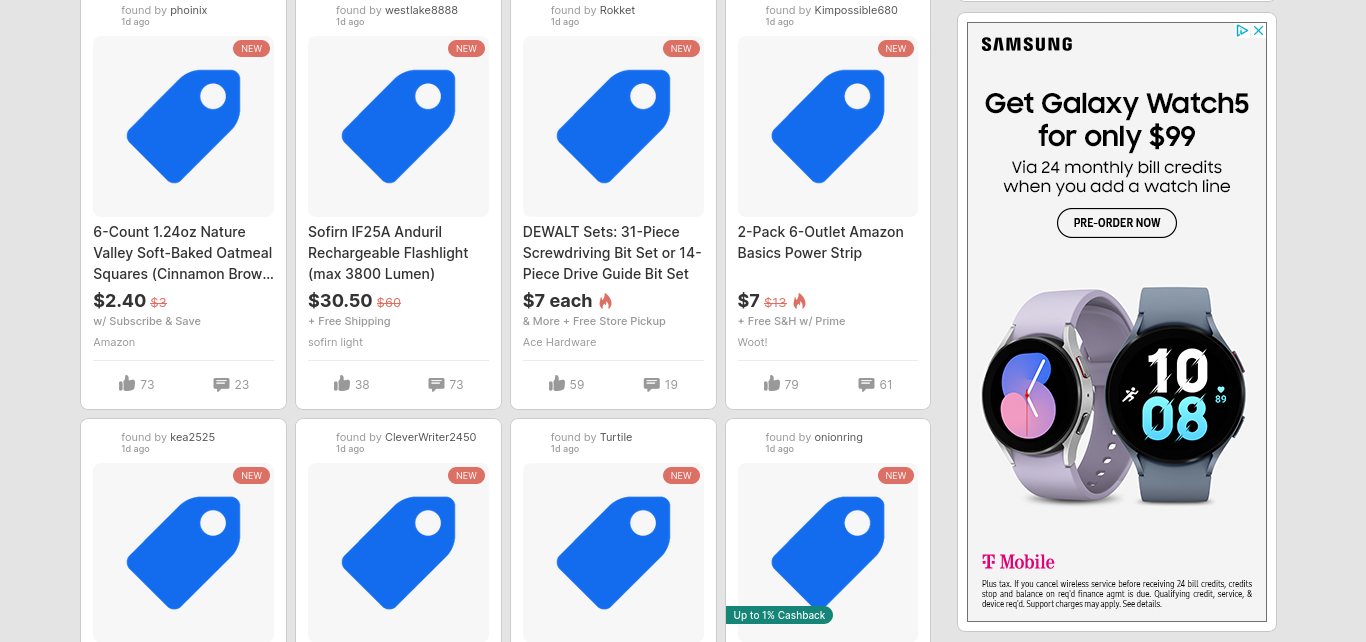 found by phoinix
1d ago
NEW
6-Count 1.24oz Nature
Valley Soft-Baked Oatmeal
Squares (Cinnamon Brow...
$2.40 $3
w/ Subscribe & Save
Amazon
73 23
found by westlake8888
1d ago
NEW
Sofirn IF25A Anduril
Rechargeable Flashlight
(max 3800 Lumen)
$30.50 $60
+ Free Shipping
sofirn light
38 73
found by Rokket
1d ago
NEW
DEWALT Sets: 31-Piece
Screwdriving Bit Set or 14-
Piece Drive Guide Bit Set
$7 each
& More + Free Store Pickup
Ace Hardware
59 19
found by Kimpossible680
1d ago
NEW
2-Pack 6-Outlet Amazon
Basics Power Strip
$7 $13
+ Free S&H w/ Prime
Woot!
79 61
found by kea2525
1d ago
NEW
found by CleverWriter2450
1d ago
NEW
found by Turtile
1d ago
NEW
found by onionring
1d ago
NEW
Up to 1% Cashback
SAMSUNG
Get Galaxy Watch5
for only $99
Via 24 monthly bill credits
when you add a watch line
PRE-ORDER NOW
10
08
89
T Mobile
Plus tax. If you cancel wireless service before receiving 24 bill credits, credits
stop and balance on req'd finance agmt is due. Qualifying credit, service, &
device req'd. Support charges may apply. See details.